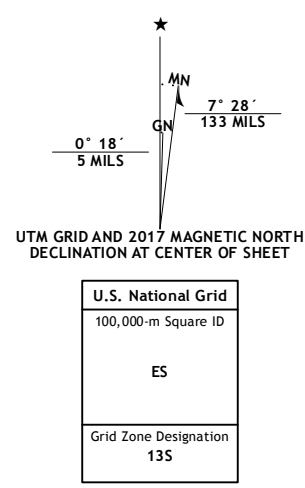 ★
MN
7° 28´
133 MILS
GN
0° 18´
5 MILS
UTM GRID AND 2017 MAGNETIC NORTH
DECLINATION AT CENTER OF SHEET
U.S. National Grid
100,000-m Square ID
ES
Grid Zone Designation
13S